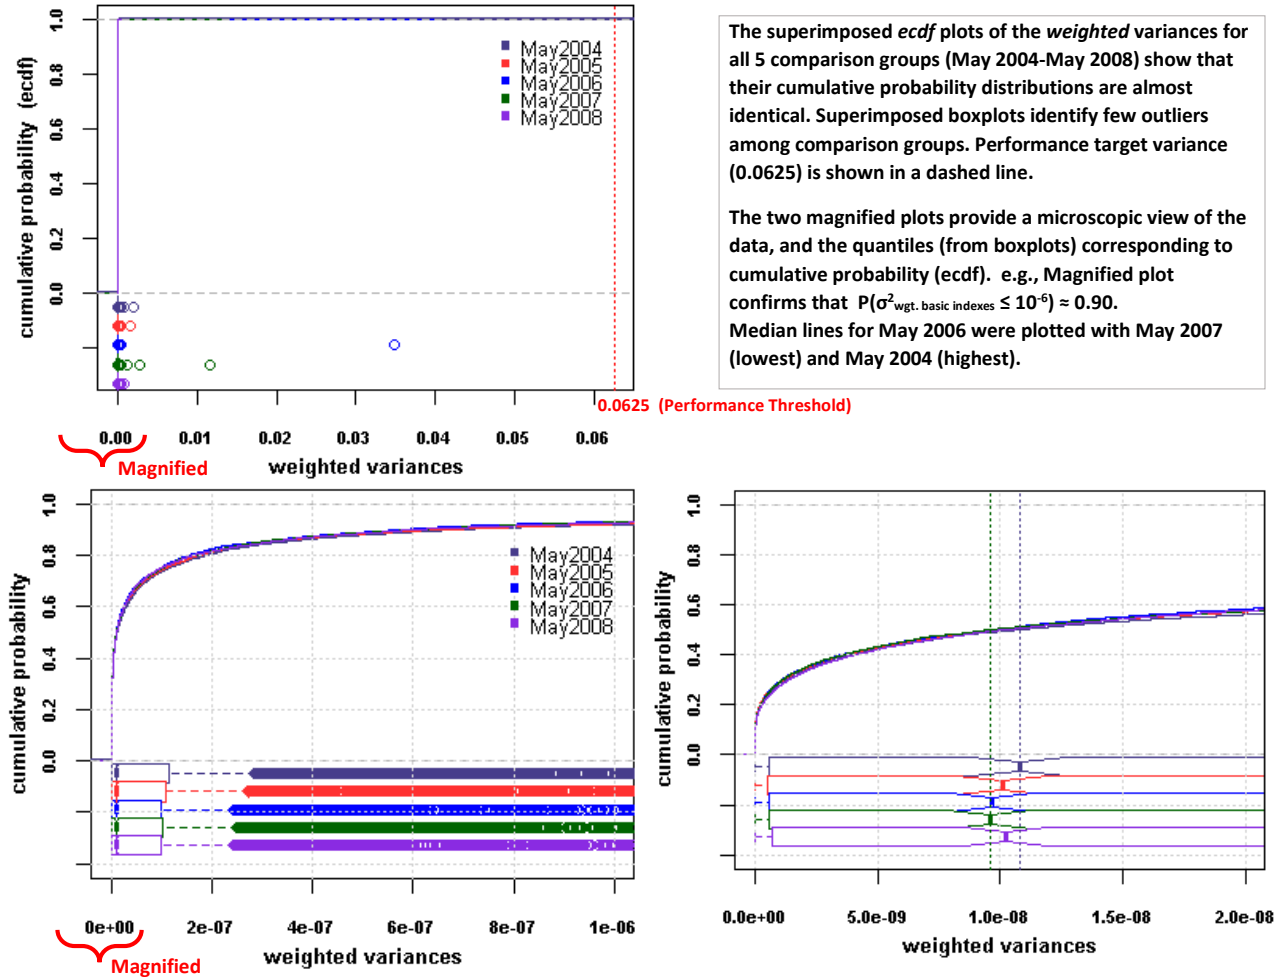 1.0
0.8
0.6
0.4
0.2
0.0
cumulative probability (ecdf)
May2004
May2005
May2006
May2007
May2008
0.00 0.01 0.02 0.03 0.04 0.05 0.06
weighted variances
0.0625 (Performance Threshold)
Magnified
The superimposed ecdf plots of the weighted variances for
all 5 comparison groups (May 2004-May 2008) show that
their cumulative probability distributions are almost
identical. Superimposed boxplots identify few outliers
among comparison groups. Performance target variance
(0.0625) is shown in a dashed line.
The two magnified plots provide a microscopic view of the
data, and the quantiles (from boxplots) corresponding to
cumulative probability (ecdf). e.g., Magnified plot
confirms that P(σ²wgt. basic indexes ≤ 10⁻⁶) ≈ 0.90.
Median lines for May 2006 were plotted with May 2007
(lowest) and May 2004 (highest).
1.0
0.8
0.6
0.4
0.2
0.0
cumulative probability
May2004
May2005
May2006
May2007
May2008
0e+00 2e-07 4e-07 6e-07 8e-07 1e-06
weighted variances
Magnified
1.0
0.8
0.6
0.4
0.2
0.0
cumulative probability
0.0e+00 5.0e-09 1.0e-08 1.5e-08 2.0e-08
weighted variances